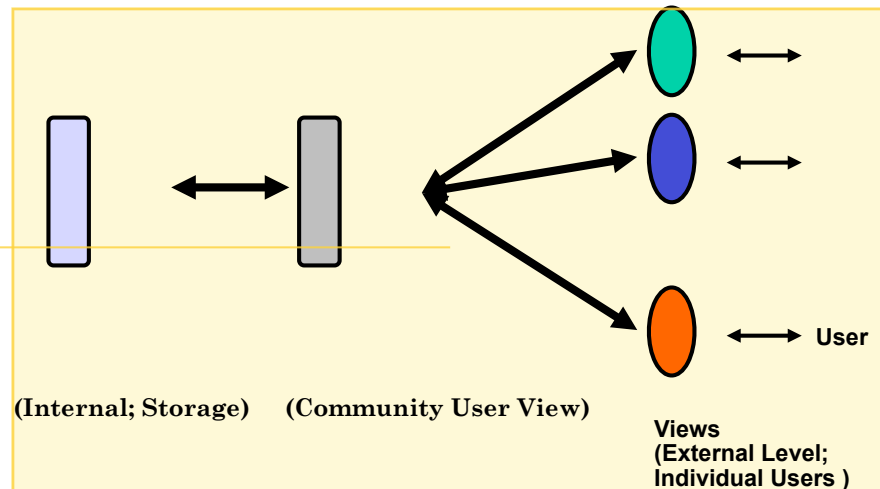 User
(Internal; Storage) (Community User View)
Views
(External Level;
Individual Users )